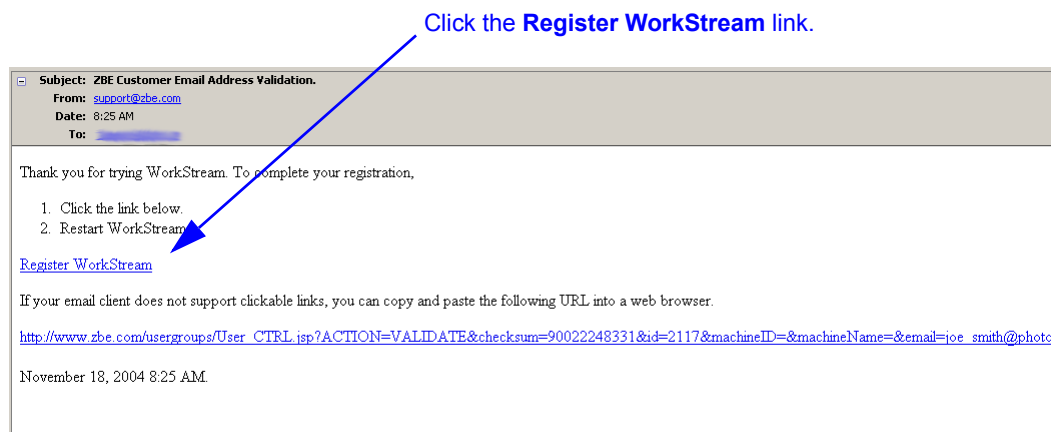 Click the Register WorkStream link.
Subject: ZBE Customer Email Address Validation.
From: support@zbe.com
Date: 8:25 AM
To:
Thank you for trying WorkStream. To complete your registration,
1. Click the link below.
2. Restart WorkStream
Register WorkStream
If your email client does not support clickable links, you can copy and paste the following URL into a web browser.
http://www.zbe.com/usergroups/User_CTRL.jsp?ACTION=VALIDATE&checksum=90022248331&id=2117&machineID=&machineName=&email=joe_smith@photo
November 18, 2004 8:25 AM.